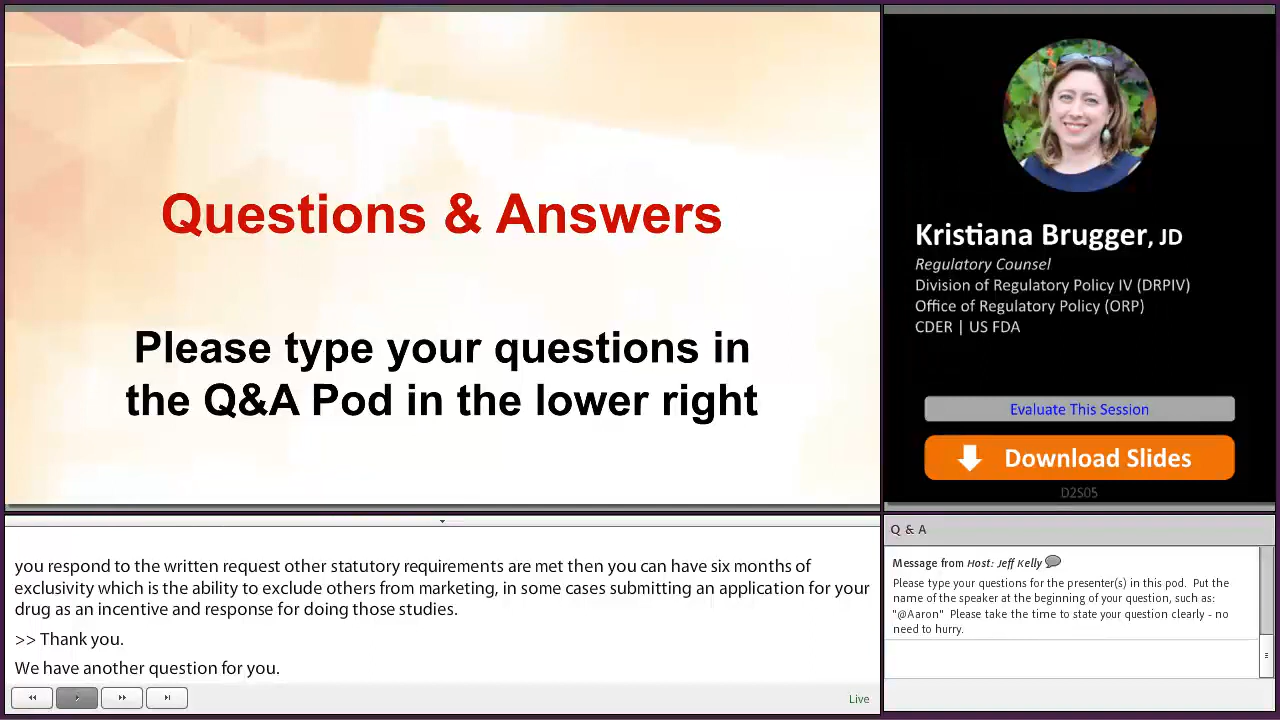 Questions & Answers
Please type your questions in
the Q&A Pod in the lower right
Kristiana Brugger, JD
Regulatory Counsel
Division of Regulatory Policy IV (DRPIV)
Office of Regulatory Policy (ORP)
CDER | US FDA
Evaluate This Session
Download Slides
D2S05
you respond to the written request other statutory requirements are met then you can have six months of
exclusivity which is the ability to exclude others from marketing, in some cases submitting an application for your
drug as an incentive and response for doing those studies.
>> Thank you.
We have another question for you.
Live
Q & A
Message from Host: Jeff Kelly
Please type your questions for the presenter(s) in this pod. Put the
name of the speaker at the beginning of your question, such as:
"@Aaron" Please take the time to state your question clearly - no
need to hurry.